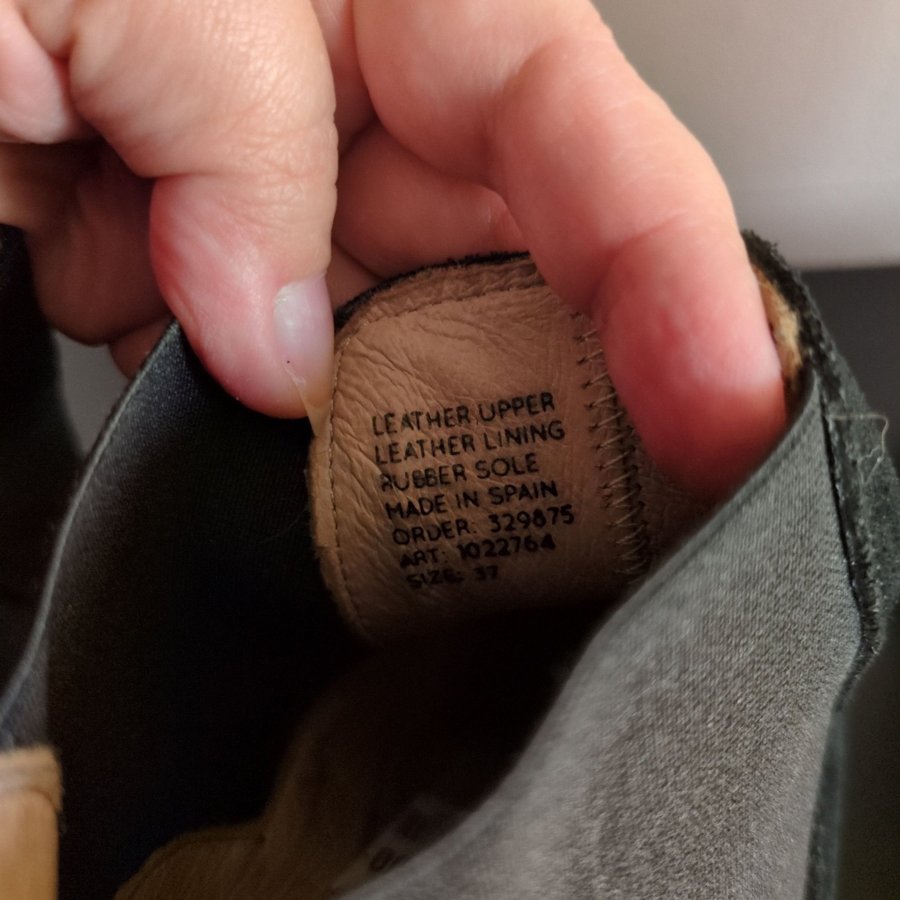 LEATHER UPPER
LEATHER LINING
RUBBER SOLE
MADE IN SPAIN
ORDER: 329875
ART: 1022764
SIZE: 37